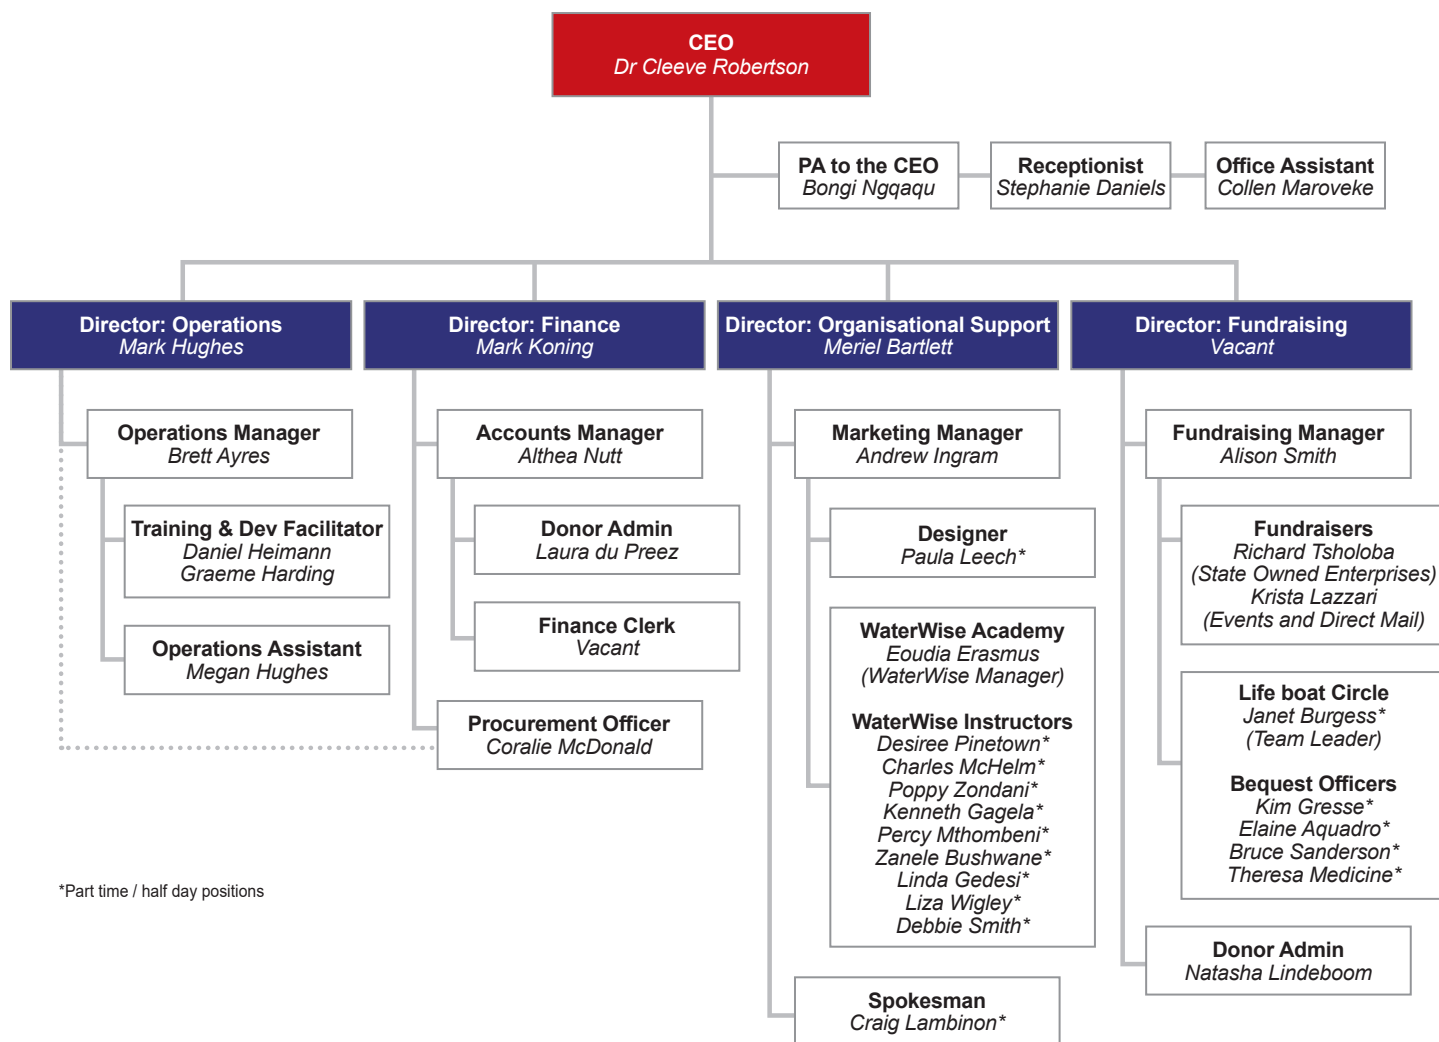 CEO
Dr Cleeve Robertson
PA to the CEO
Bongi Ngqaqu
Receptionist
Stephanie Daniels
Office Assistant
Collen Maroveke
Director: Operations
Mark Hughes
Director: Finance
Mark Koning
Director: Organisational Support
Meriel Bartlett
Director: Fundraising
Vacant
Operations Manager
Brett Ayres
Training & Dev Facilitator
Daniel Heimann
Graeme Harding
Operations Assistant
Megan Hughes
Accounts Manager
Althea Nutt
Donor Admin
Laura du Preez
Finance Clerk
Vacant
Procurement Officer
Coralie McDonald
Marketing Manager
Andrew Ingram
Designer
Paula Leech*
WaterWise Academy
Eoudia Erasmus
(WaterWise Manager)
WaterWise Instructors
Desiree Pinetown*
Charles McHelm*
Poppy Zondani*
Kenneth Gagela*
Percy Mthombeni*
Zanele Bushwane*
Linda Gedesi*
Liza Wigley*
Debbie Smith*
Spokesman
Craig Lambinon*
Fundraising Manager
Alison Smith
Fundraisers
Richard Tsholoba
(State Owned Enterprises)
Krista Lazzari
(Events and Direct Mail)
Life boat Circle
Janet Burgess*
(Team Leader)
Bequest Officers
Kim Gresse*
Elaine Aquadro*
Bruce Sanderson*
Theresa Medicine*
Donor Admin
Natasha Lindeboom
*Part time / half day positions